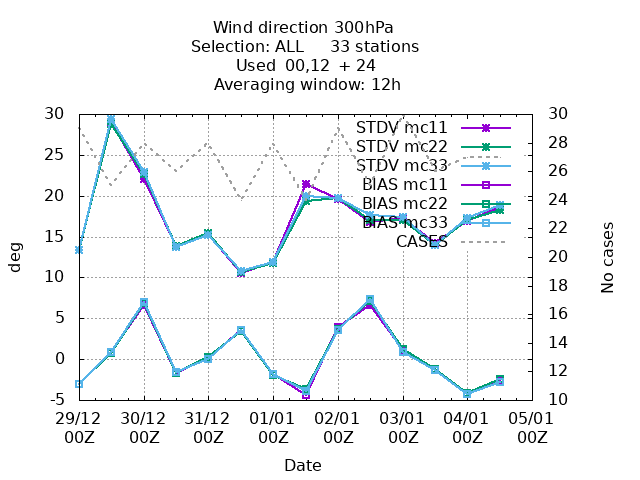 Wind direction 300hPa
Selection: ALL 33 stations
Used 00,12 + 24
Averaging window: 12h
30 30
STDV mc11
28
STDV mc22
25
STDV mc33
26
BIAS mc11
20
24
BIAS mc22
BIAS mc33
22
CASES
15
20
deg
No cases
10
18
5
16
14
0
12
-5 10
29/12 30/12 31/12 01/01 02/01 03/01 04/01 05/01
00Z 00Z 00Z 00Z 00Z 00Z 00Z 00Z
Date